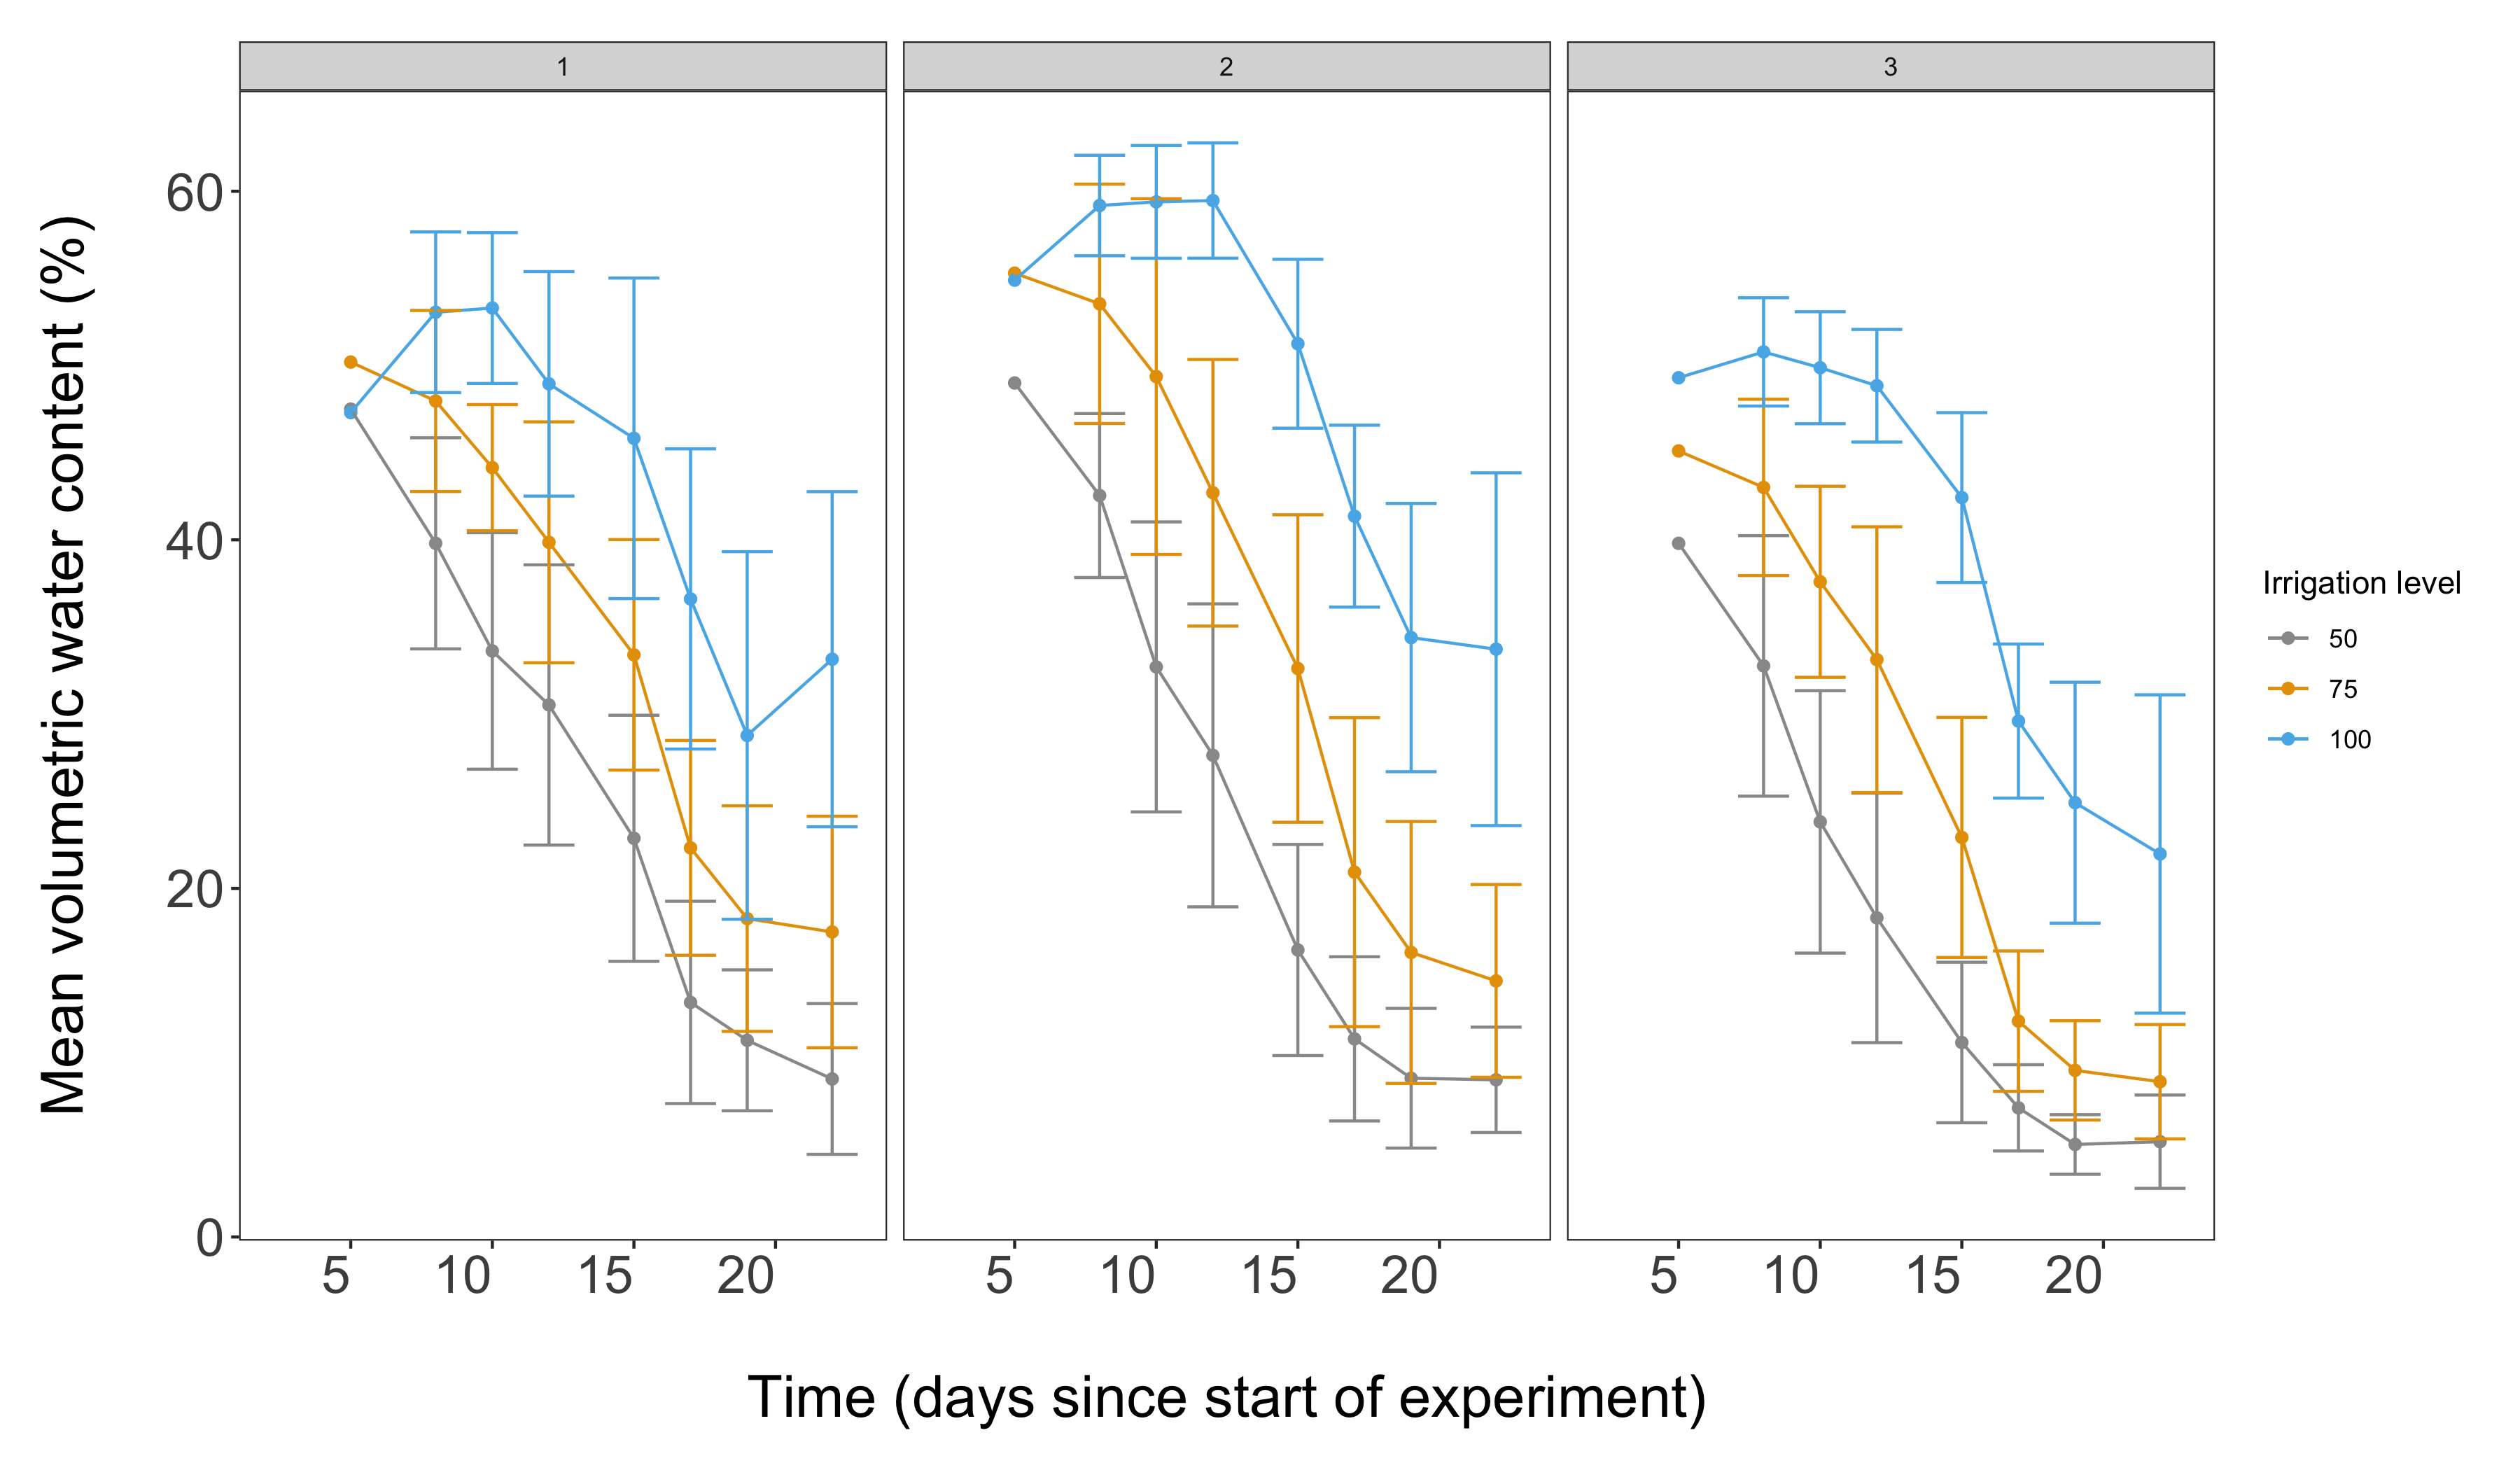 1 2 3
60
40
20
0
Mean volumetric water content (%)
5 10 15 20 5 10 15 20 5 10 15 20
Time (days since start of experiment)
Irrigation level
50
75
100